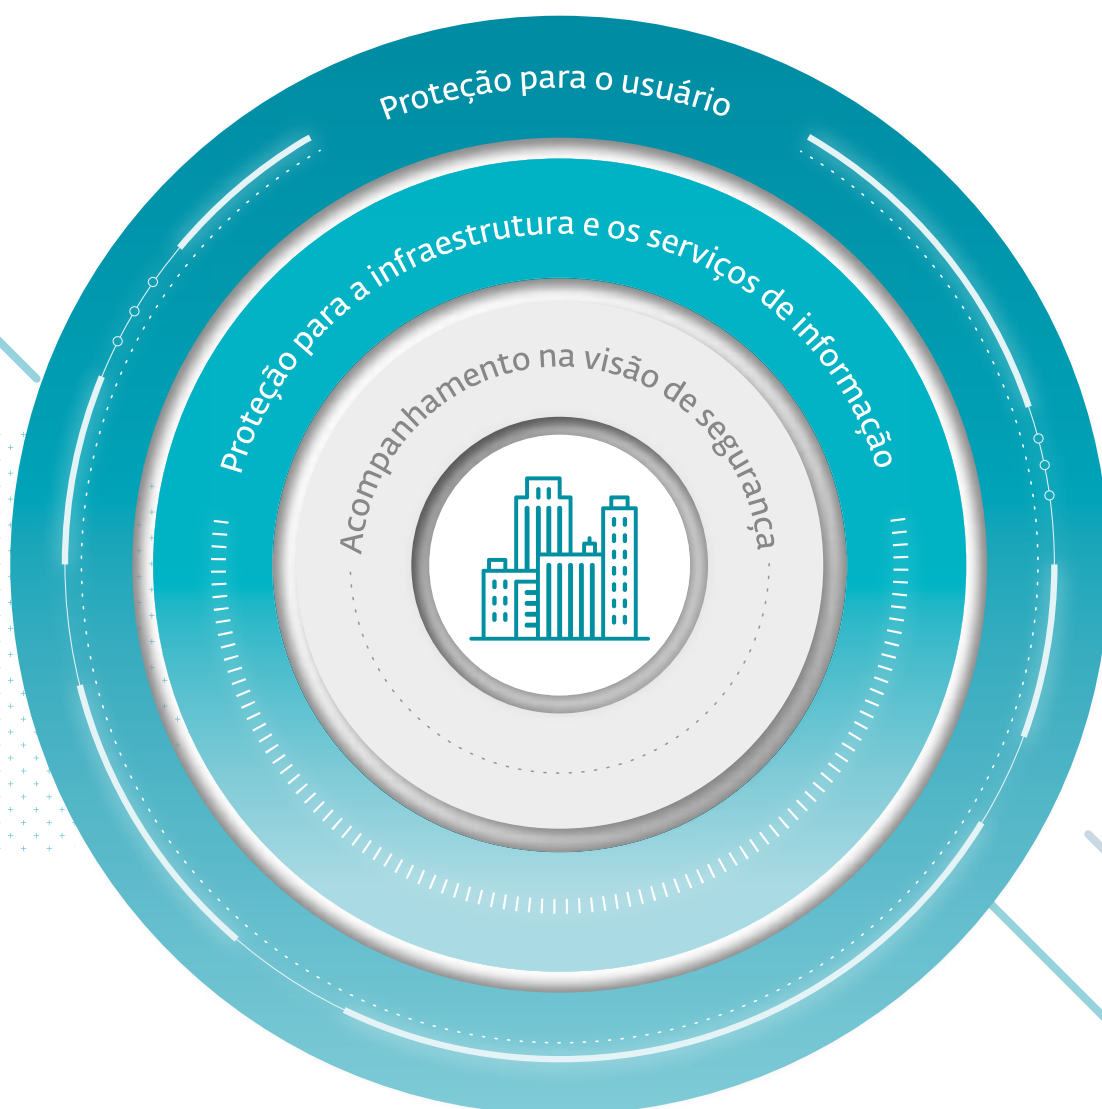 Proteção para o usuário
Proteção para a infraestrutura e os serviços de informação
Acompanhamento na visão de segurança